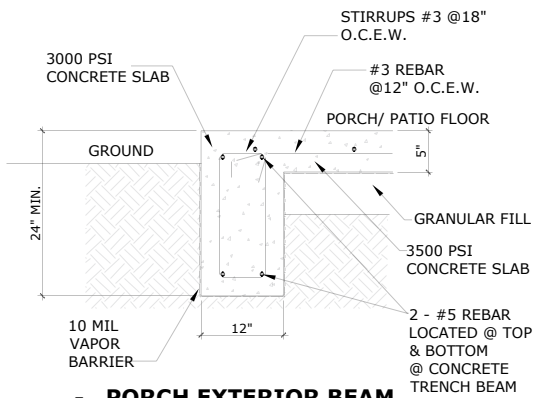 STIRRUPS #3 @18"
O.C.E.W.
3000 PSI
CONCRETE SLAB
#3 REBAR
@12" O.C.E.W.
PORCH/ PATIO FLOOR
GROUND
5"
24" MIN.
GRANULAR FILL
3500 PSI
CONCRETE SLAB
10 MIL
VAPOR
BARRIER
12"
2 - #5 REBAR
LOCATED @ TOP
& BOTTOM
@ CONCRETE
TRENCH BEAM
PORCH EXTERIOR BEAM